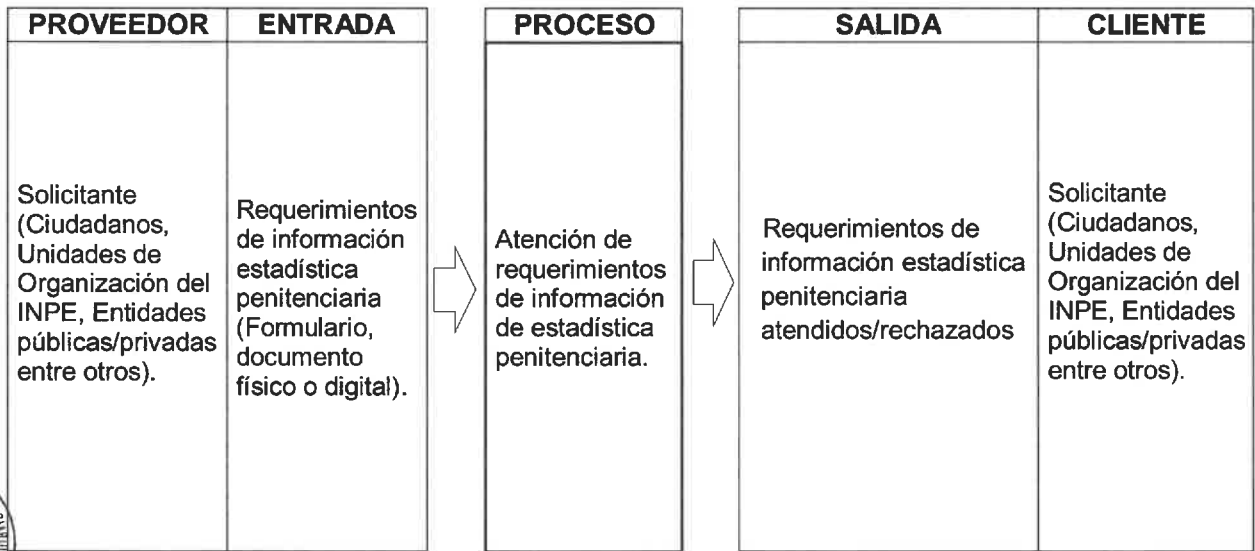 PROVEEDOR
ENTRADA
PROCESO
SALIDA
CLIENTE
Solicitante
(Ciudadanos,
Unidades de
Organización del
INPE, Entidades
públicas/privadas
entre otros).
Requerimientos
de información
estadística
penitenciaria
(Formulario,
documento
físico o digital).
Atención de
requerimientos
de información
de estadística
penitenciaria.
Requerimientos de
información estadística
penitenciaria
atendidos/rechazados
Solicitante
(Ciudadanos,
Unidades de
Organización del
INPE, Entidades
públicas/privadas
entre otros).